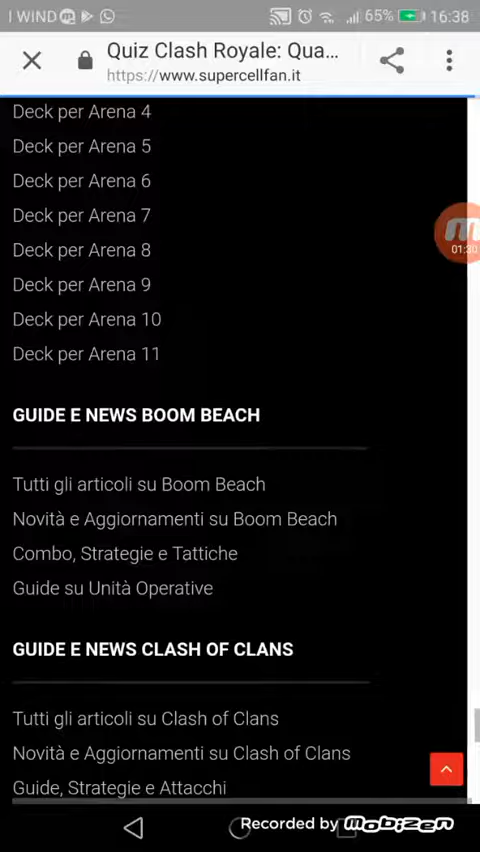 I WIND 65% 16:38
Quiz Clash Royale: Qua...
https://www.supercellfan.it
Deck per Arena 4
Deck per Arena 5
Deck per Arena 6
Deck per Arena 7
Deck per Arena 8
01:30
Deck per Arena 9
Deck per Arena 10
Deck per Arena 11
GUIDE E NEWS BOOM BEACH
Tutti gli articoli su Boom Beach
Novità e Aggiornamenti su Boom Beach
Combo, Strategie e Tattiche
Guide su Unità Operative
GUIDE E NEWS CLASH OF CLANS
Tutti gli articoli su Clash of Clans
Novità e Aggiornamenti su Clash of Clans
Guide, Strategie e Attacchi
Recorded by MOBIZEN